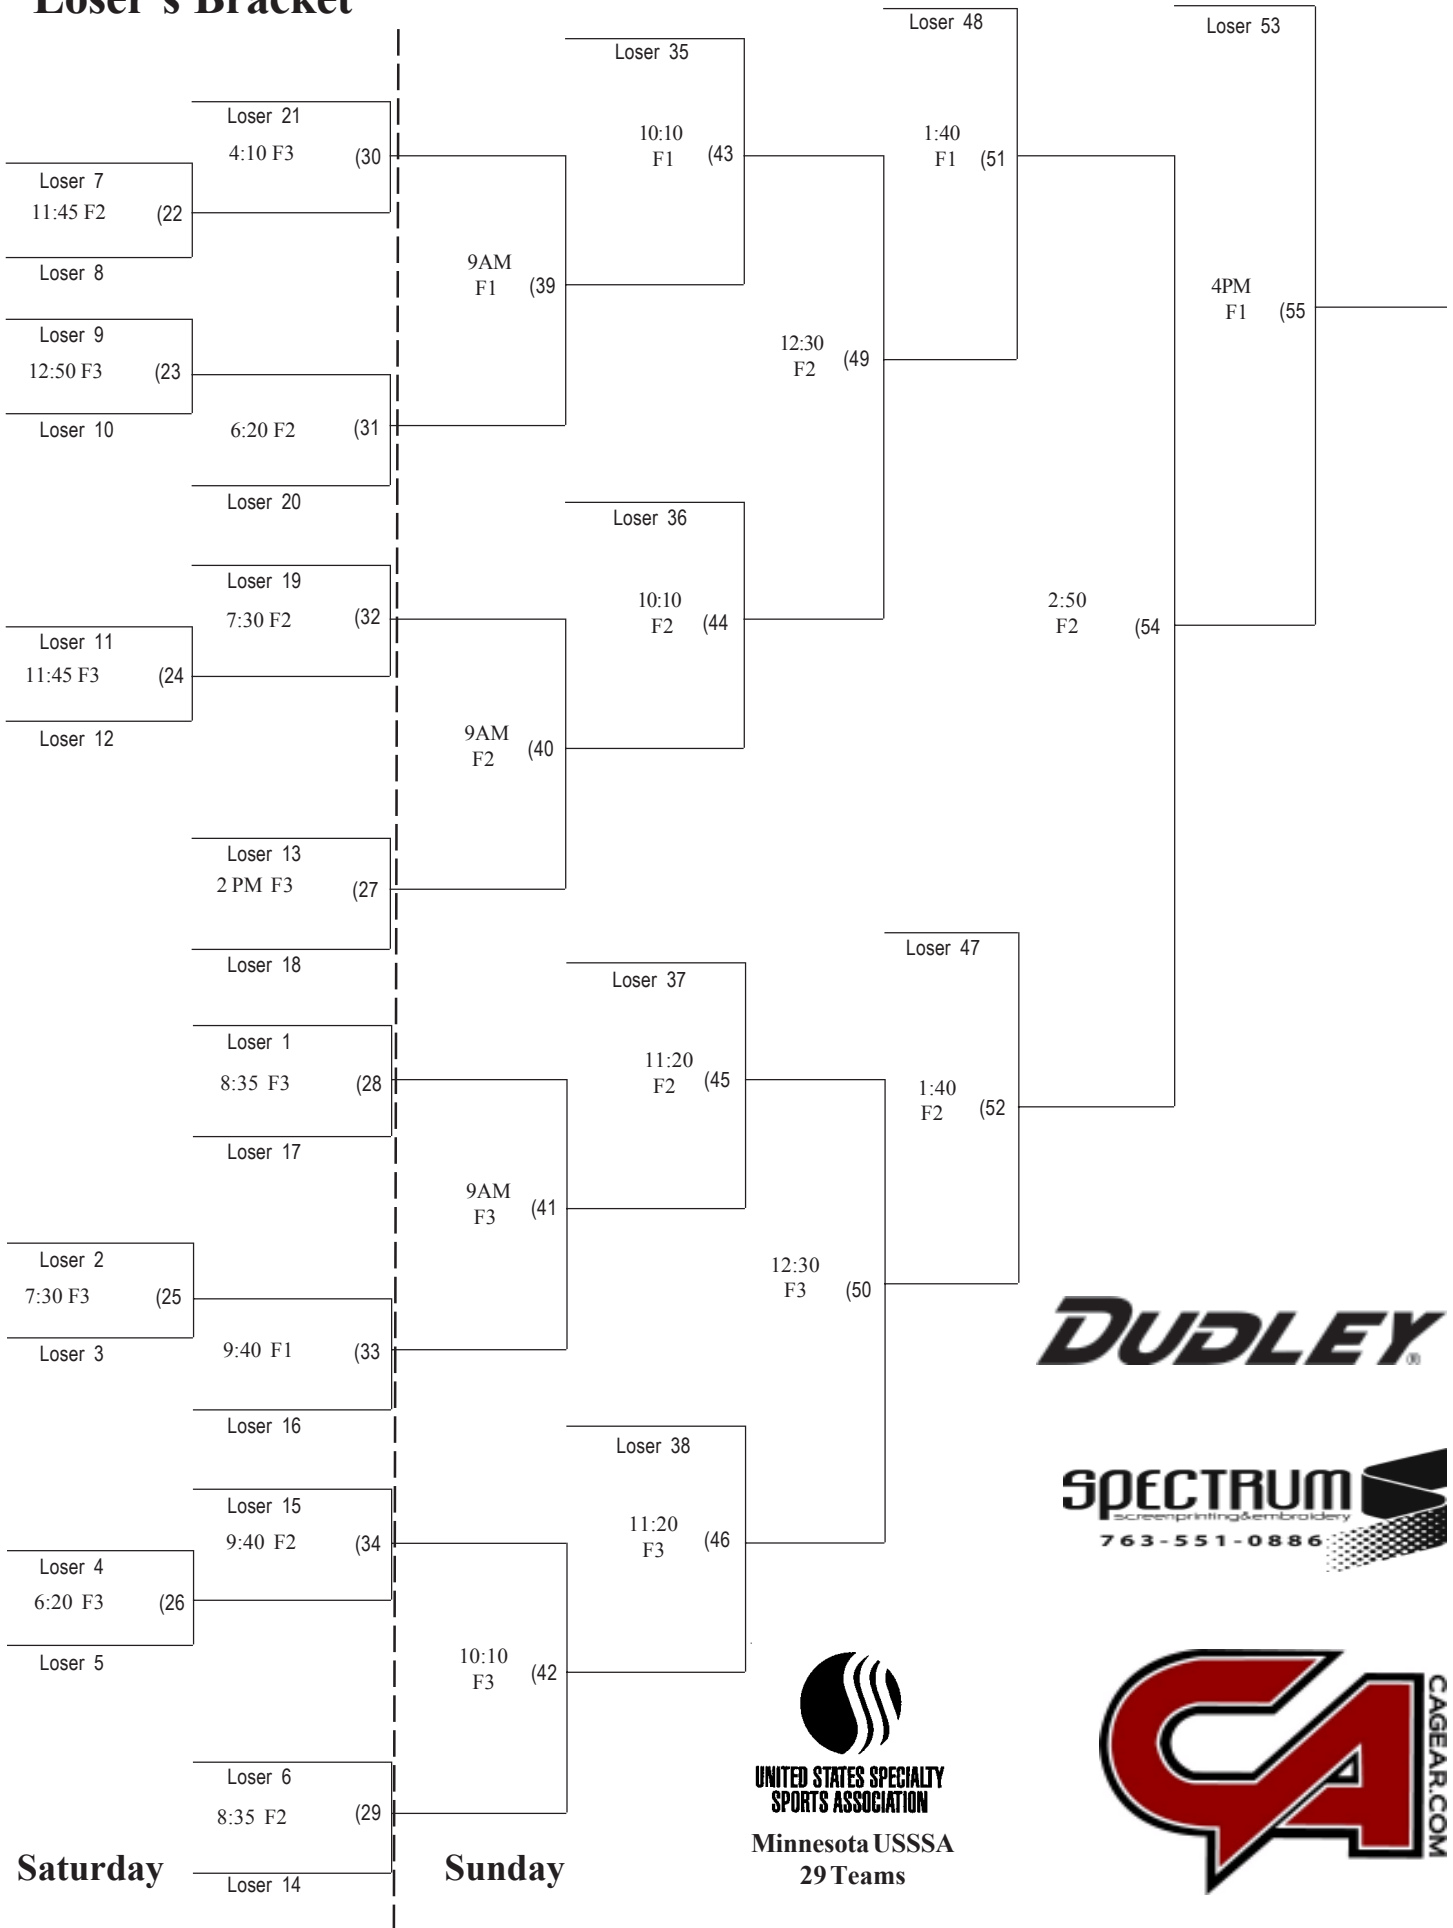 Loser's Bracket
Loser 21
4:10 F3 (30
Loser 7
11:45 F2 (22
Loser 8
Loser 9
12:50 F3 (23
Loser 10
6:20 F2 (31
Loser 20
Loser 19
7:30 F2 (32
Loser 11
11:45 F3 (24
Loser 12
Loser 13
2 PM F3 (27
Loser 18
Loser 1
8:35 F3 (28
Loser 17
Loser 2
7:30 F3 (25
Loser 3
9:40 F1 (33
Loser 16
Loser 15
9:40 F2 (34
Loser 4
6:20 F3 (26
Loser 5
Loser 6
8:35 F2 (29
Loser 14
Saturday
Sunday
9AM
F1 (39
9AM
F2 (40
9AM
F3 (41
10:10
F3 (42
Loser 35
10:10
F1 (43
Loser 36
10:10
F2 (44
Loser 37
11:20
F2 (45
Loser 38
11:20
F3 (46
12:30
F2 (49
12:30
F3 (50
Loser 48
1:40
F1 (51
Loser 47
1:40
F2 (52
2:50
F2 (54
Loser 53
4PM
F1 (55
DUDLEY®
SPECTRUM
screenprinting&embroidery
763-551-0886
UNITED STATES SPECIALTY
SPORTS ASSOCIATION
Minnesota USSSA
29 Teams
CA
CAGEAR.COM